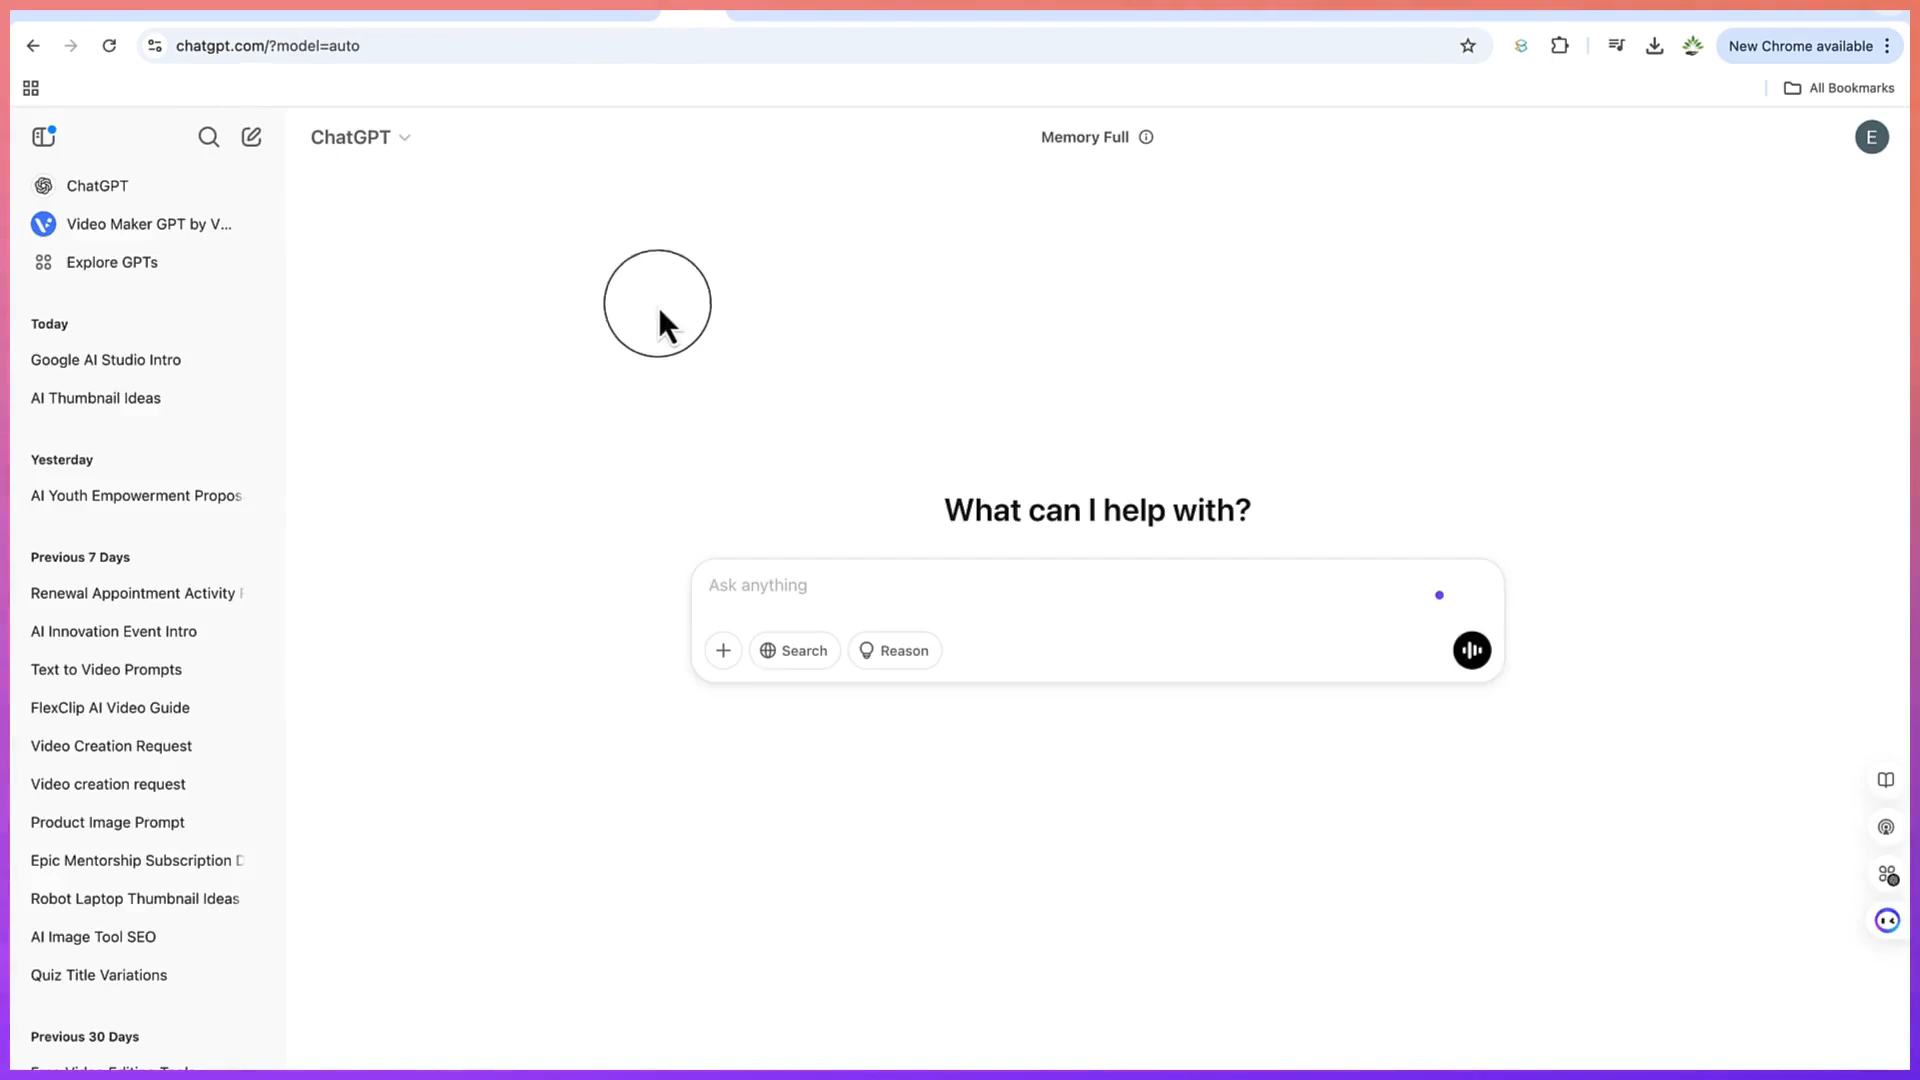 chatgpt.com/?model=auto
New Chrome available
All Bookmarks
ChatGPT
Memory Full
E
ChatGPT
Video Maker GPT by V...
Explore GPTs
Today
Google AI Studio Intro
AI Thumbnail Ideas
Yesterday
AI Youth Empowerment Propos
Previous 7 Days
Renewal Appointment Activity
AI Innovation Event Intro
Text to Video Prompts
FlexClip AI Video Guide
Video Creation Request
Video creation request
Product Image Prompt
Epic Mentorship Subscription D
Robot Laptop Thumbnail Ideas
AI Image Tool SEO
Quiz Title Variations
Previous 30 Days
What can I help with?
Ask anything
Search
Reason